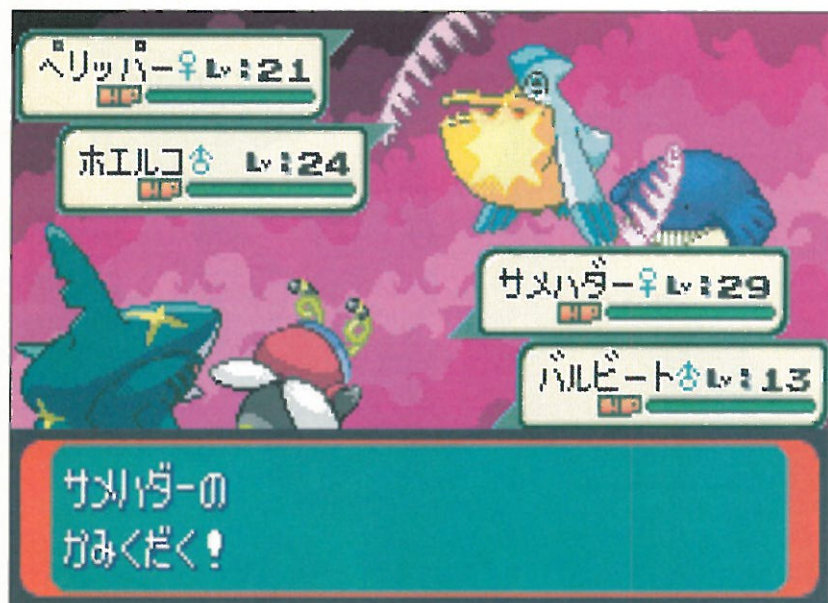 ペリッパー♀ Lv:21
HP
ホエルコ♂ Lv:24
HP
サメハダー♀ Lv:29
HP
バルビート♂ Lv:13
HP
サメハダーの
かみくだく!